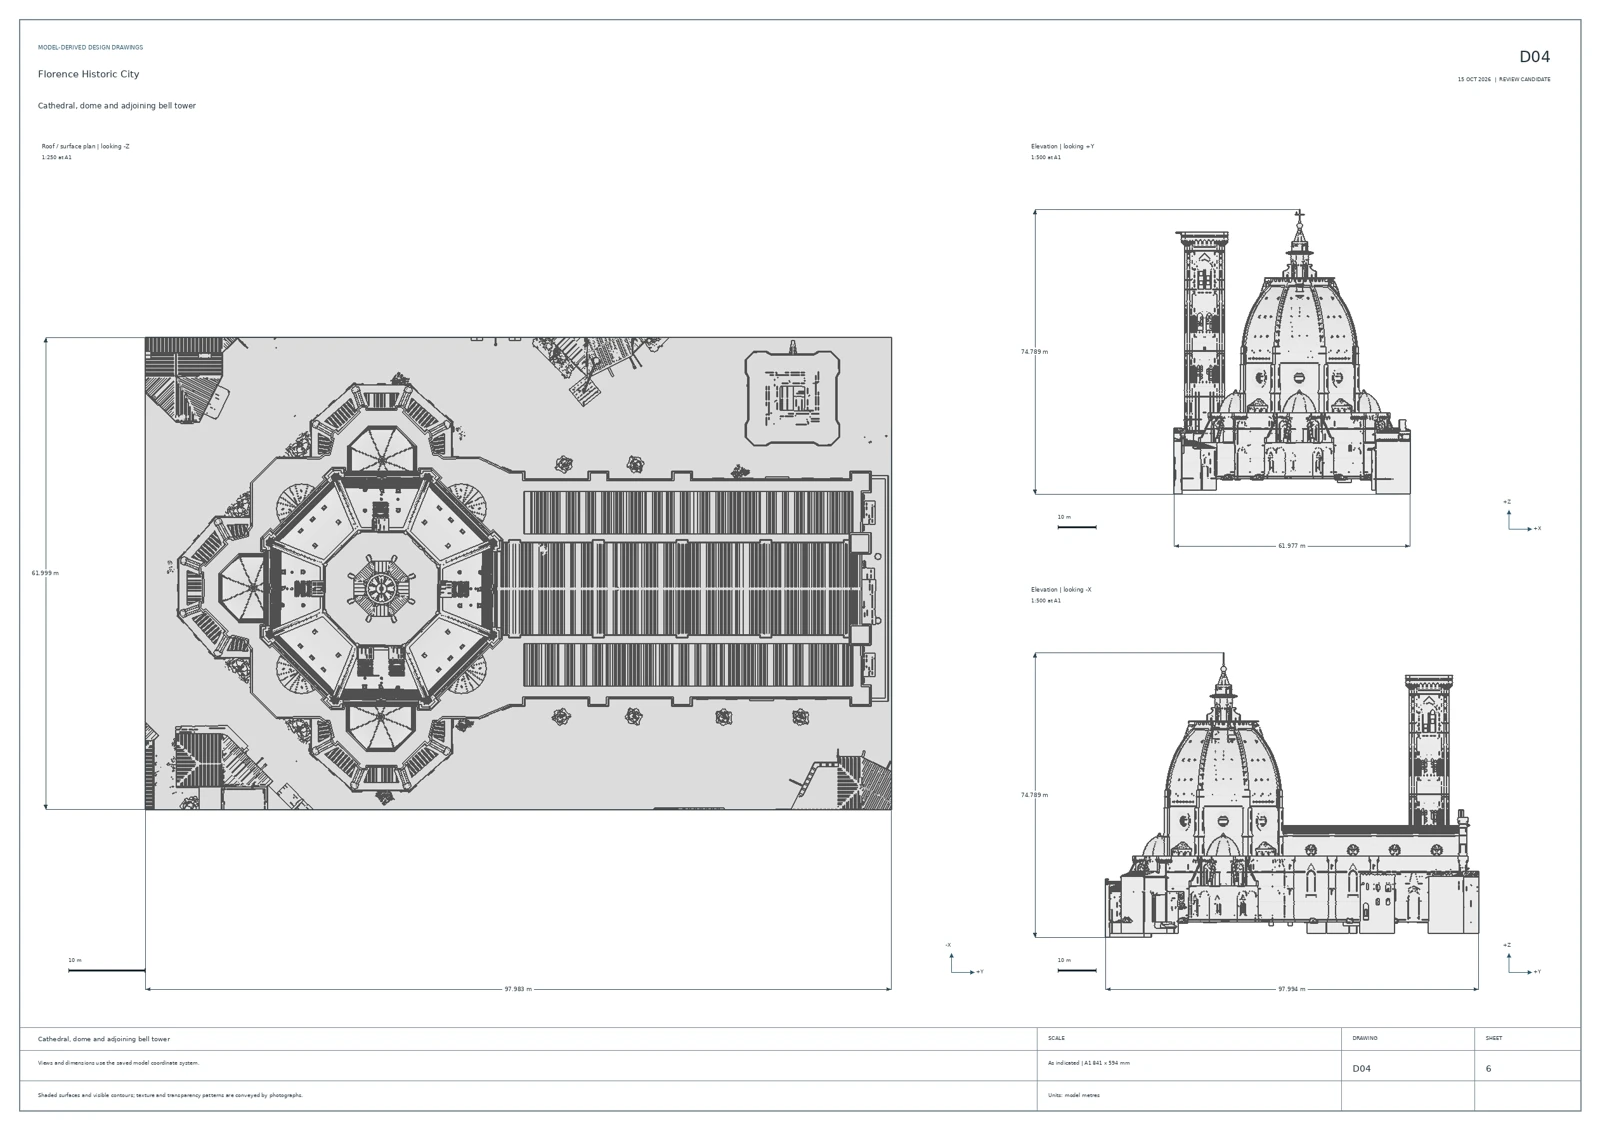 MODEL-DERIVED DESIGN DRAWINGS
Florence Historic City
Cathedral, dome and adjoining bell tower
D04
15 OCT 2026 | REVIEW CANDIDATE
Roof / surface plan | looking -Z
1:250 at A1
61.999 m
10 m
97.983 m
-X
+Y
Elevation | looking +Y
1:500 at A1
74.789 m
10 m
61.977 m
+Z
+X
Elevation | looking -X
1:500 at A1
74.789 m
10 m
97.994 m
+Z
+Y
Cathedral, dome and adjoining bell tower
Views and dimensions use the saved model coordinate system.
Shaded surfaces and visible contours; texture and transparency patterns are conveyed by photographs.
SCALE
As indicated | A1 841 x 594 mm
Units: model metres
DRAWING
D04
SHEET
6